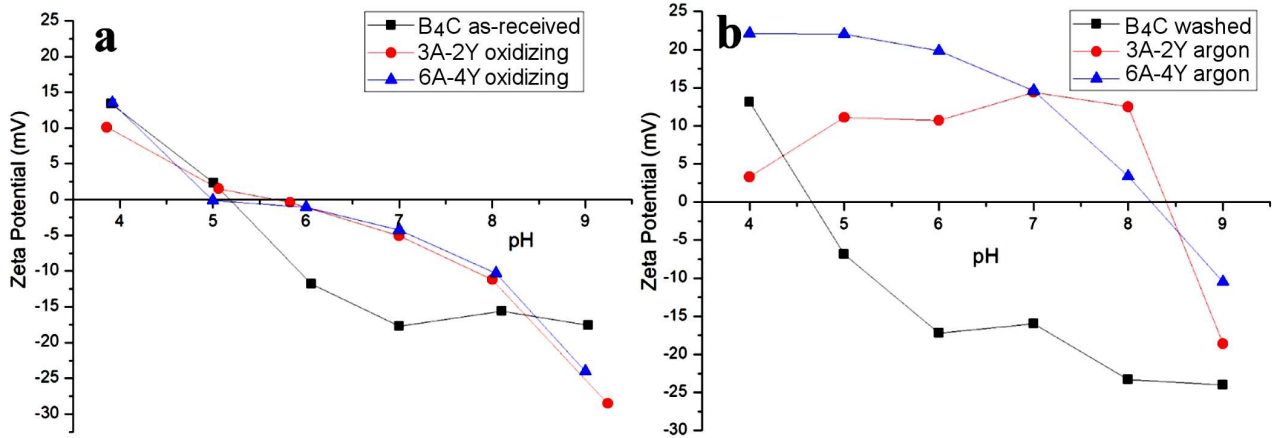 a
B4C as-received
3A-2Y oxidizing
6A-4Y oxidizing
Zeta Potential (mV)
25
20
15
10
5
0
-5
-10
-15
-20
-25
-30
4 5 6 7 8 9
pH
b
B4C washed
3A-2Y argon
6A-4Y argon
Zeta Potential (mV)
25
20
15
10
5
0
-5
-10
-15
-20
-25
-30
4 5 6 7 8 9
pH